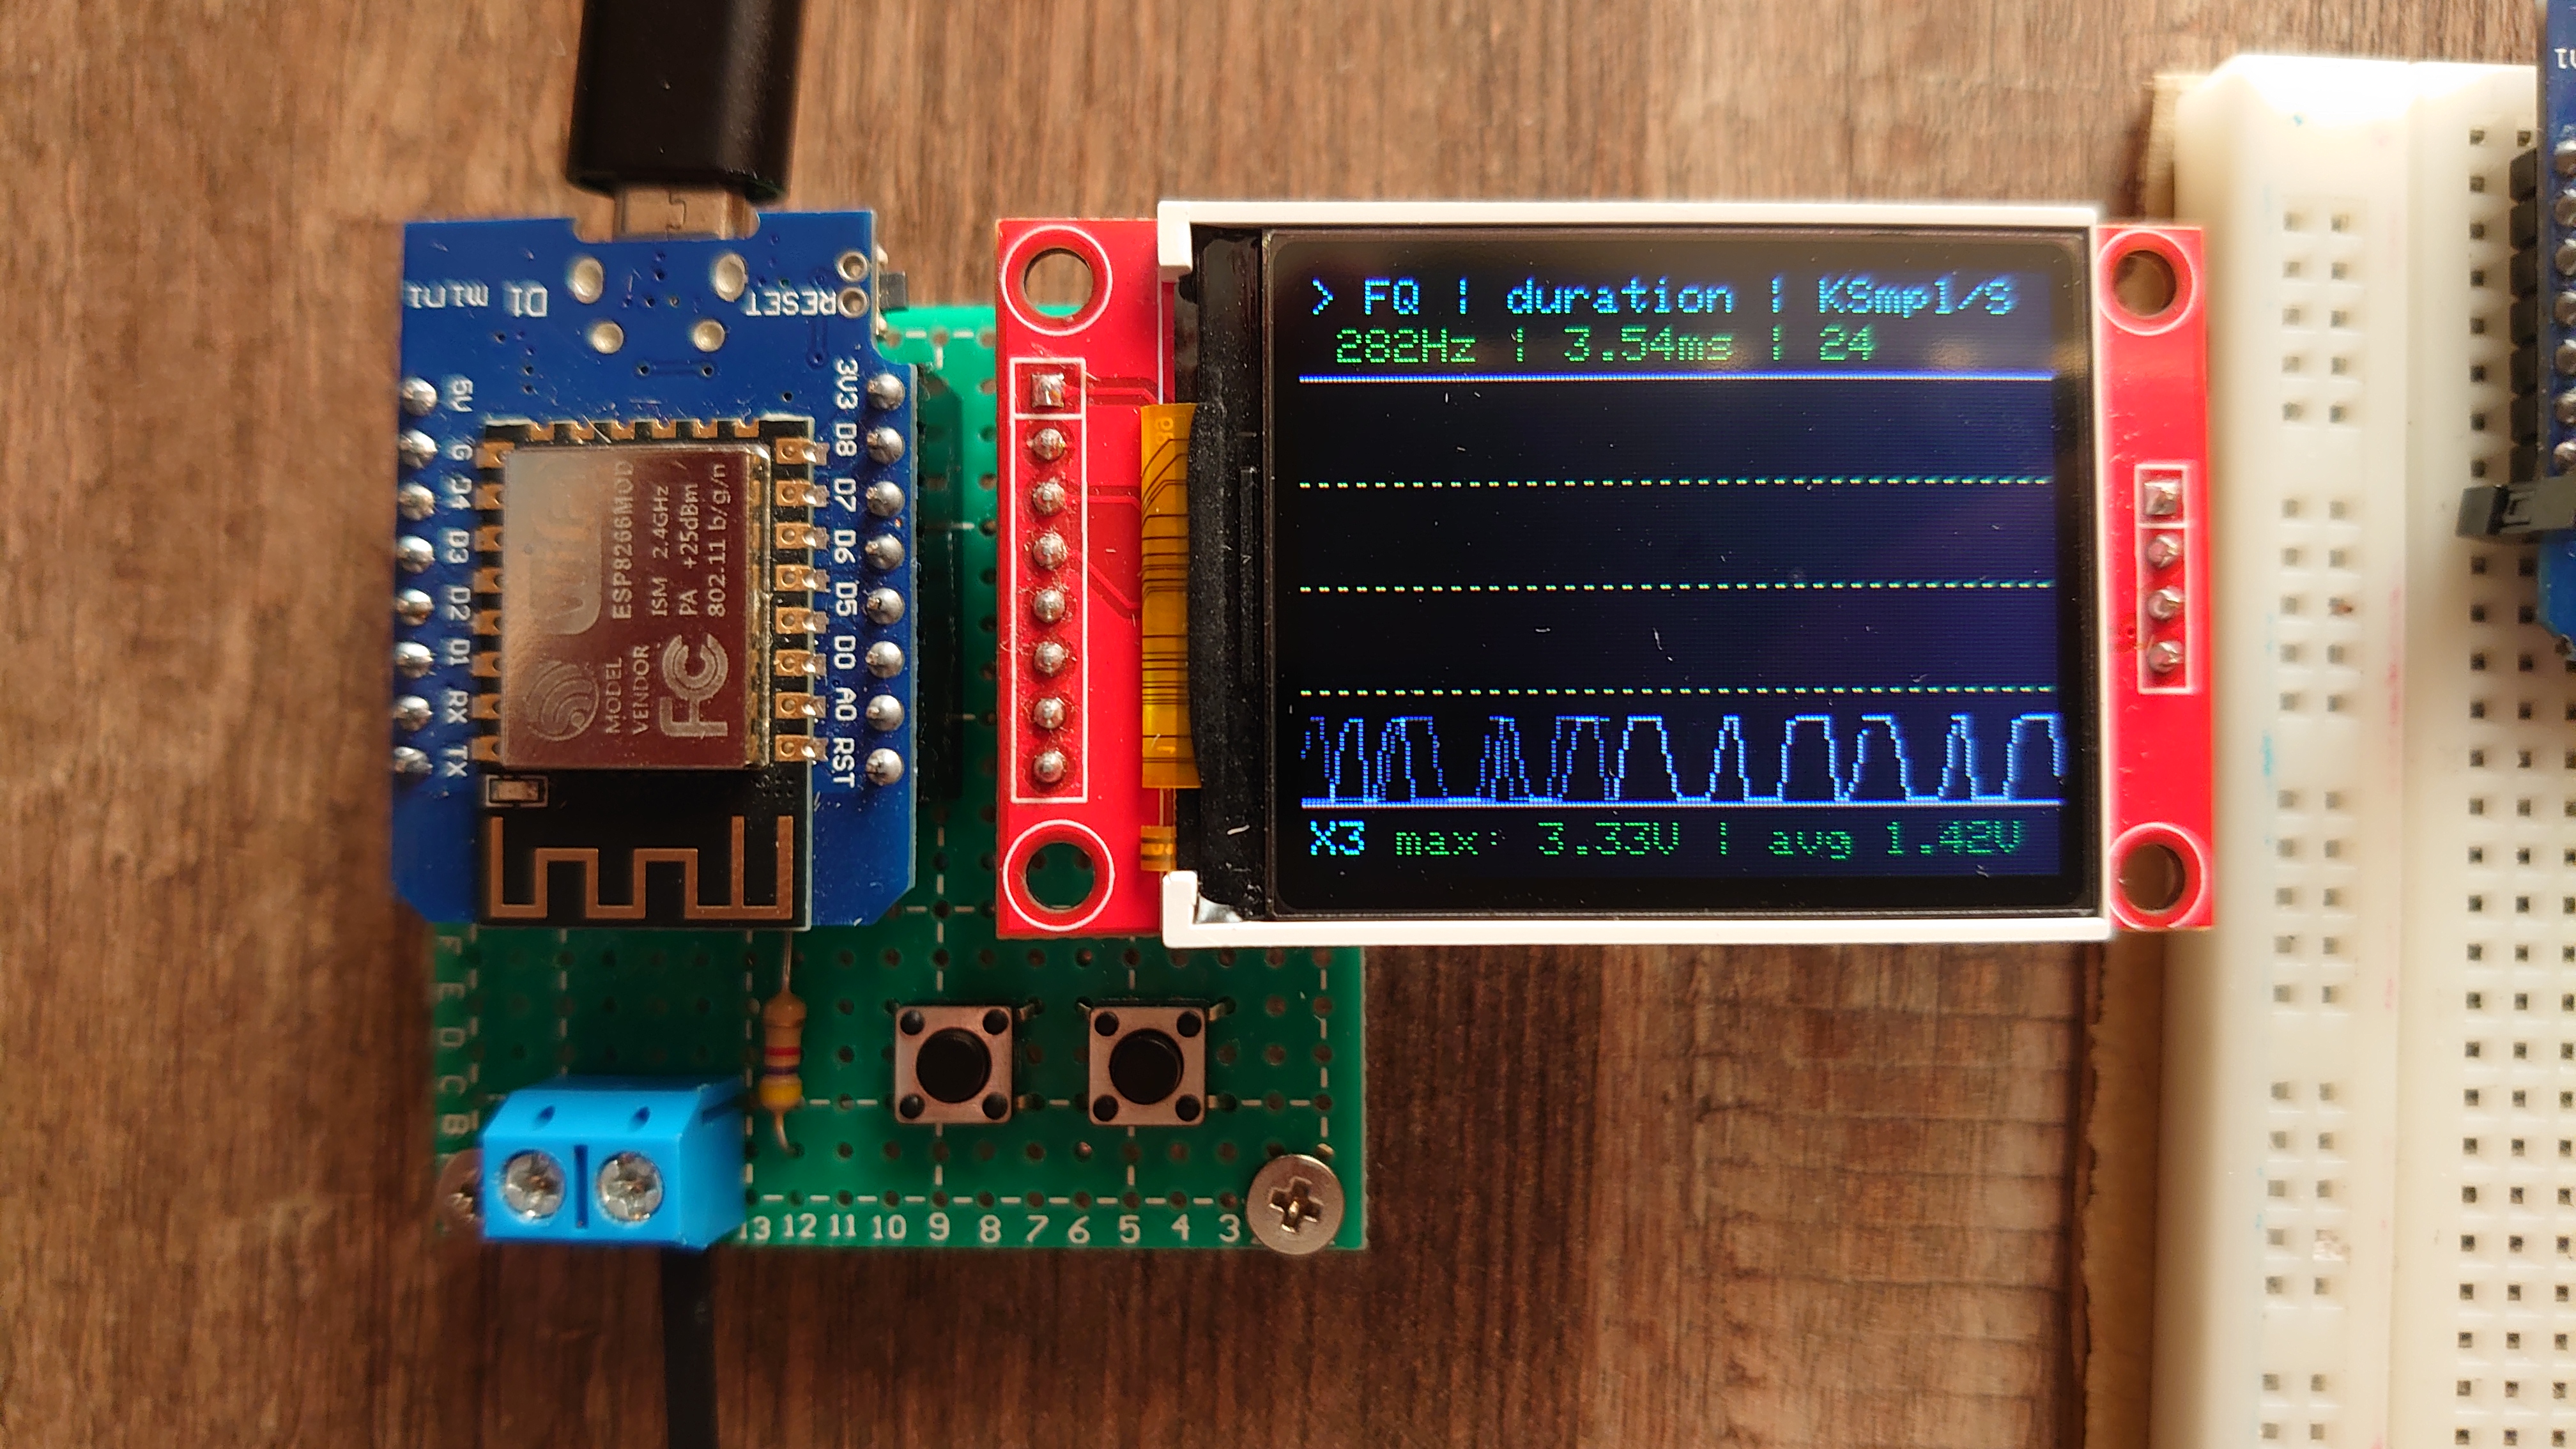 D1 mini
RESET
5V
G
D4
D3
D2
D1
RX
TX
3V3
D8
D7
D6
D5
D0
A0
RST
MODEL
VENDOR
ESP8266MOD
ISM 2.4GHz
PA +25dBm
802.11 b/g/n
FC
> FQ | duration | KSmpl/S
282Hz | 3.54ms | 24
X3 max: 3.33V | avg 1.42V
F
E
D
C
B
13 12 11 10 9 8 7 6 5 4 3